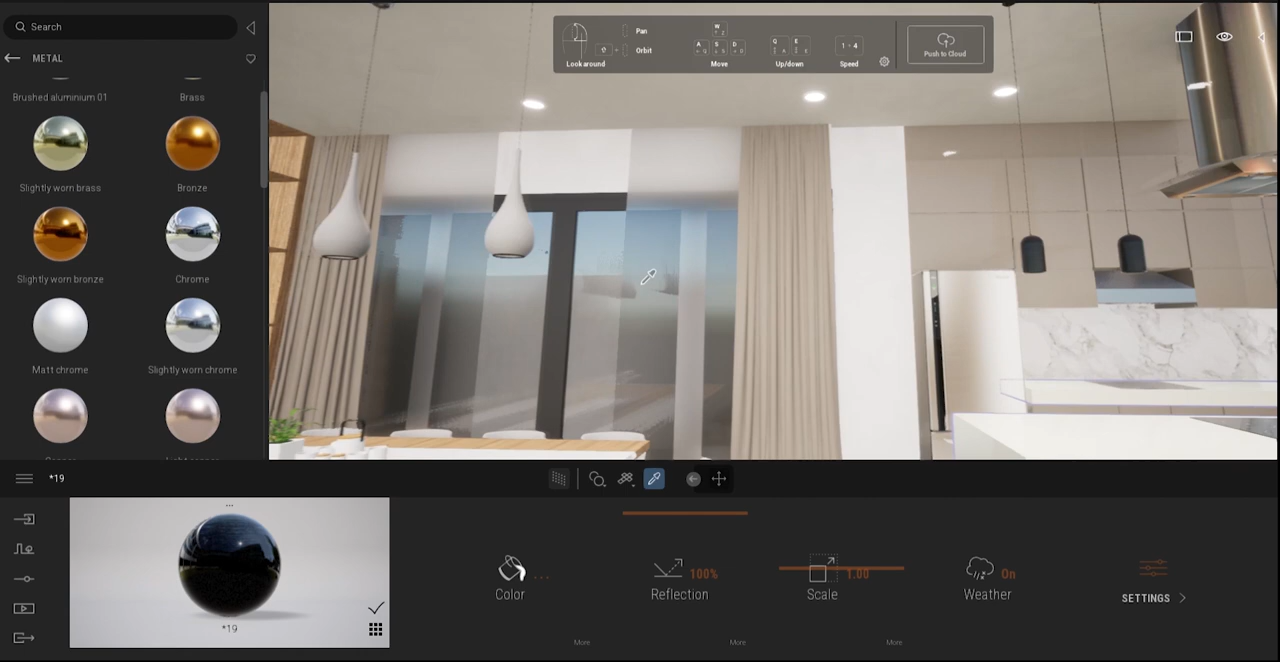 Search
METAL
Brushed aluminium 01
Brass
Slightly worn brass
Bronze
Slightly worn bronze
Chrome
Matt chrome
Slightly worn chrome
Pan
Orbit
Look around
W
A S D
Move
Q E
Up/down
1 - 4
Speed
Push to Cloud
*19
*19
Color ...
Reflection 100%
Scale 1.00
Weather On
SETTINGS
More
More
More